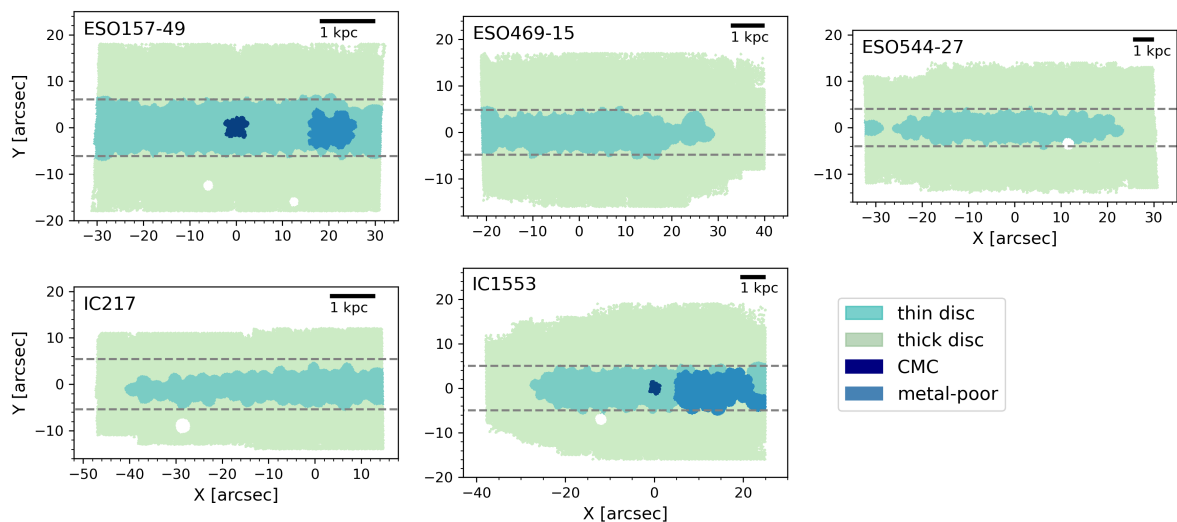 ESO157-49
1 kpc
20
10
0
−10
−20
Y [arcsec]
−30 −20 −10 0 10 20 30
ESO469-15
1 kpc
20
10
0
−10
−20 −10 0 10 20 30 40
ESO544-27
1 kpc
20
10
0
−10
−30 −20 −10 0 10 20 30
X [arcsec]
IC217
1 kpc
20
10
0
−10
Y [arcsec]
−50 −40 −30 −20 −10 0 10
X [arcsec]
IC1553
1 kpc
20
10
0
−10
−20
−40 −20 0 20
X [arcsec]
thin disc
thick disc
CMC
metal-poor